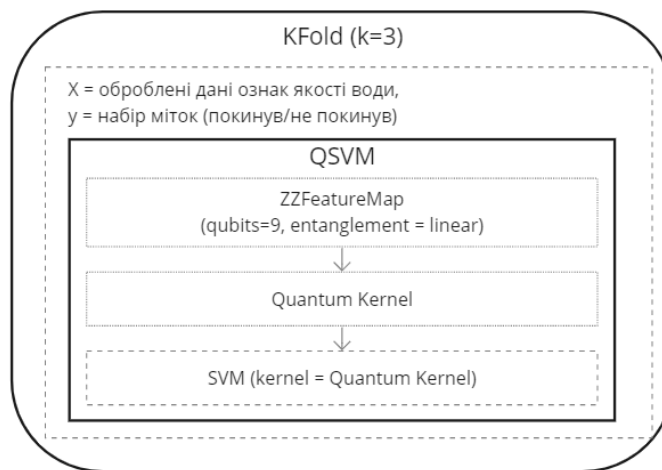 KFold (k=3)
X = оброблені дані ознак якості води,
y = набір міток (покинув/не покинув)
QSVM
ZZFeatureMap
(qubits=9, entanglement = linear)
Quantum Kernel
SVM (kernel = Quantum Kernel)